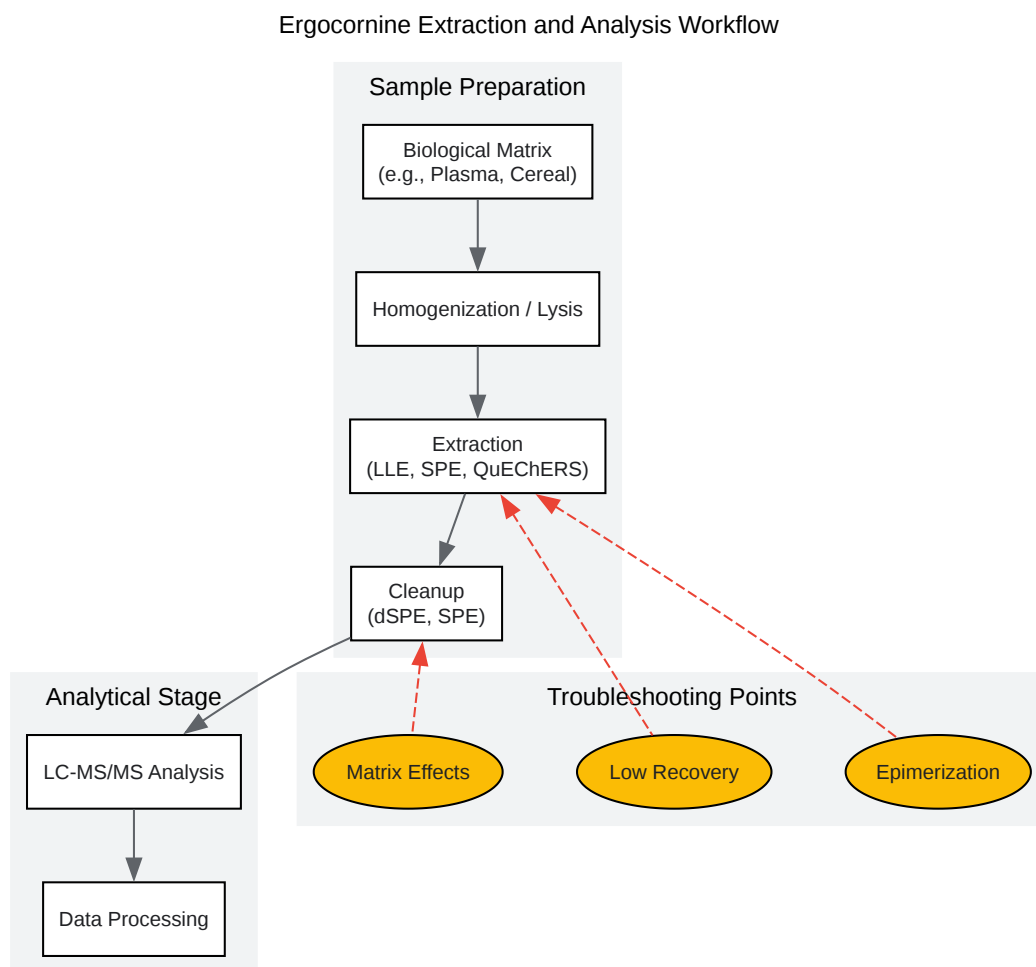 Ergocornine Extraction and Analysis Workflow
Sample Preparation
Biological Matrix
(e.g., Plasma, Cereal)
Homogenization / Lysis
Extraction
(LLE, SPE, QuEChERS)
Cleanup
(dSPE, SPE)
Analytical Stage
LC-MS/MS Analysis
Data Processing
Troubleshooting Points
Matrix Effects
Low Recovery
Epimerization